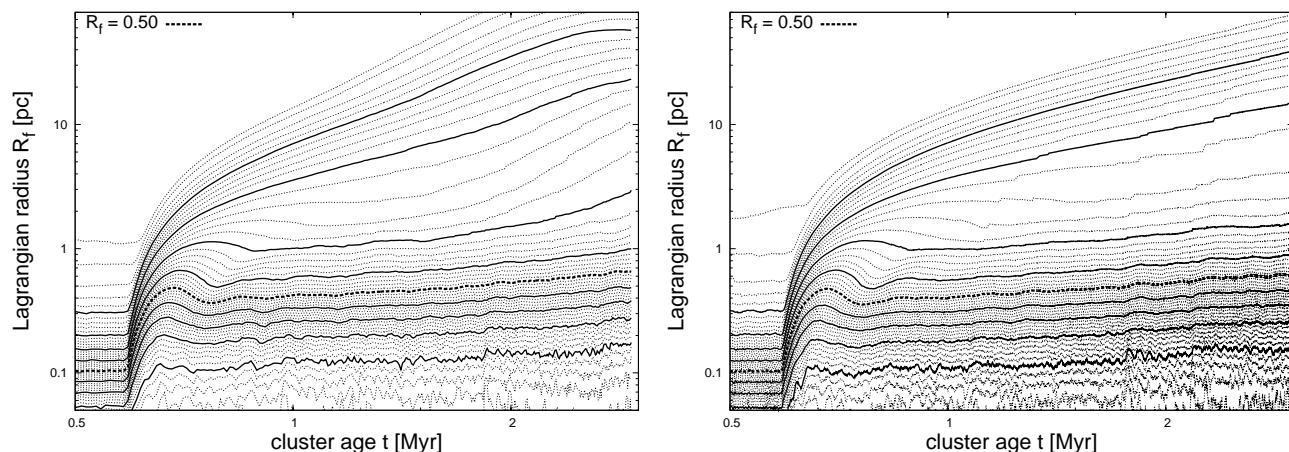 R_f = 0.50
Lagrangian radius R_f [pc]
10
1
0.1
0.5
1
2
cluster age t [Myr]
R_f = 0.50
Lagrangian radius R_f [pc]
10
1
0.1
0.5
1
2
cluster age t [Myr]